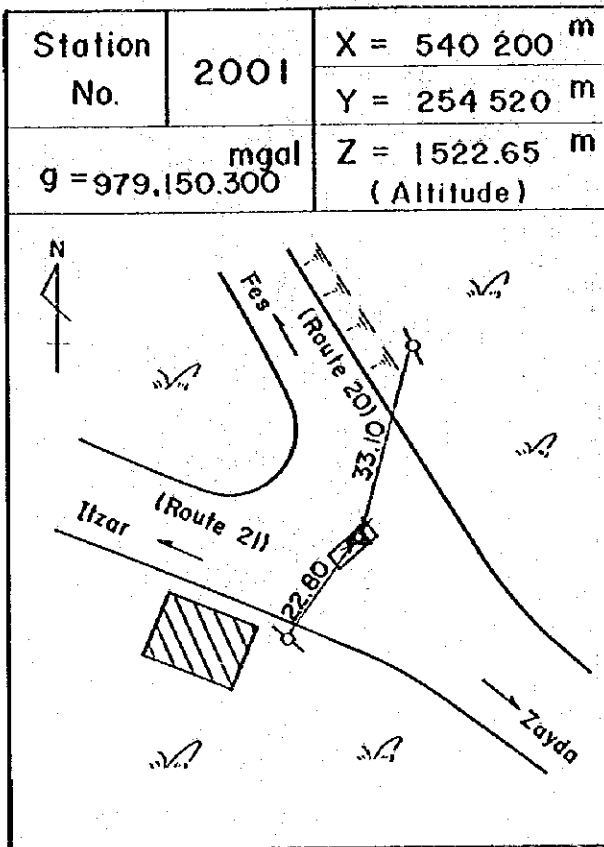 Station
No.
2001
X = 540 200 m
Y = 254 520 m
Z = 1522.65 m
(Altitude)
mgal
g = 979,150.300
N
Fes
(Route 20)
33.10
Itzar
(Route 21)
22.80
Zayda